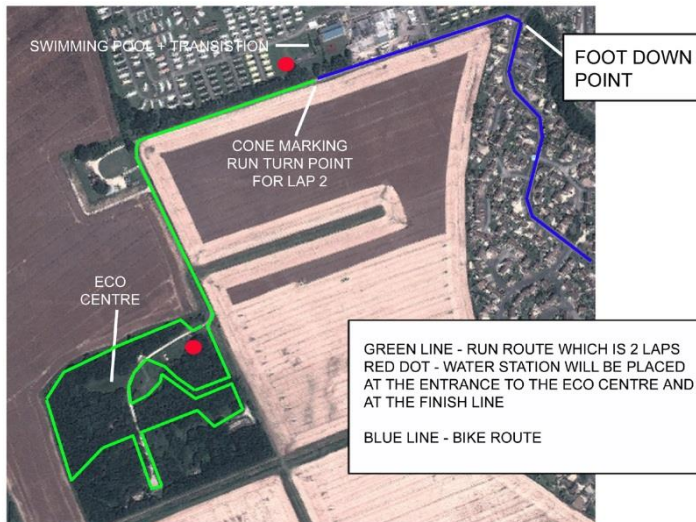 SWIMMING POOL + TRANSISTION
FOOT DOWN
POINT
CONE MARKING
RUN TURN POINT
FOR LAP 2
ECO
CENTRE
GREEN LINE - RUN ROUTE WHICH IS 2 LAPS
RED DOT - WATER STATION WILL BE PLACED
AT THE ENTRANCE TO THE ECO CENTRE AND
AT THE FINISH LINE
BLUE LINE - BIKE ROUTE